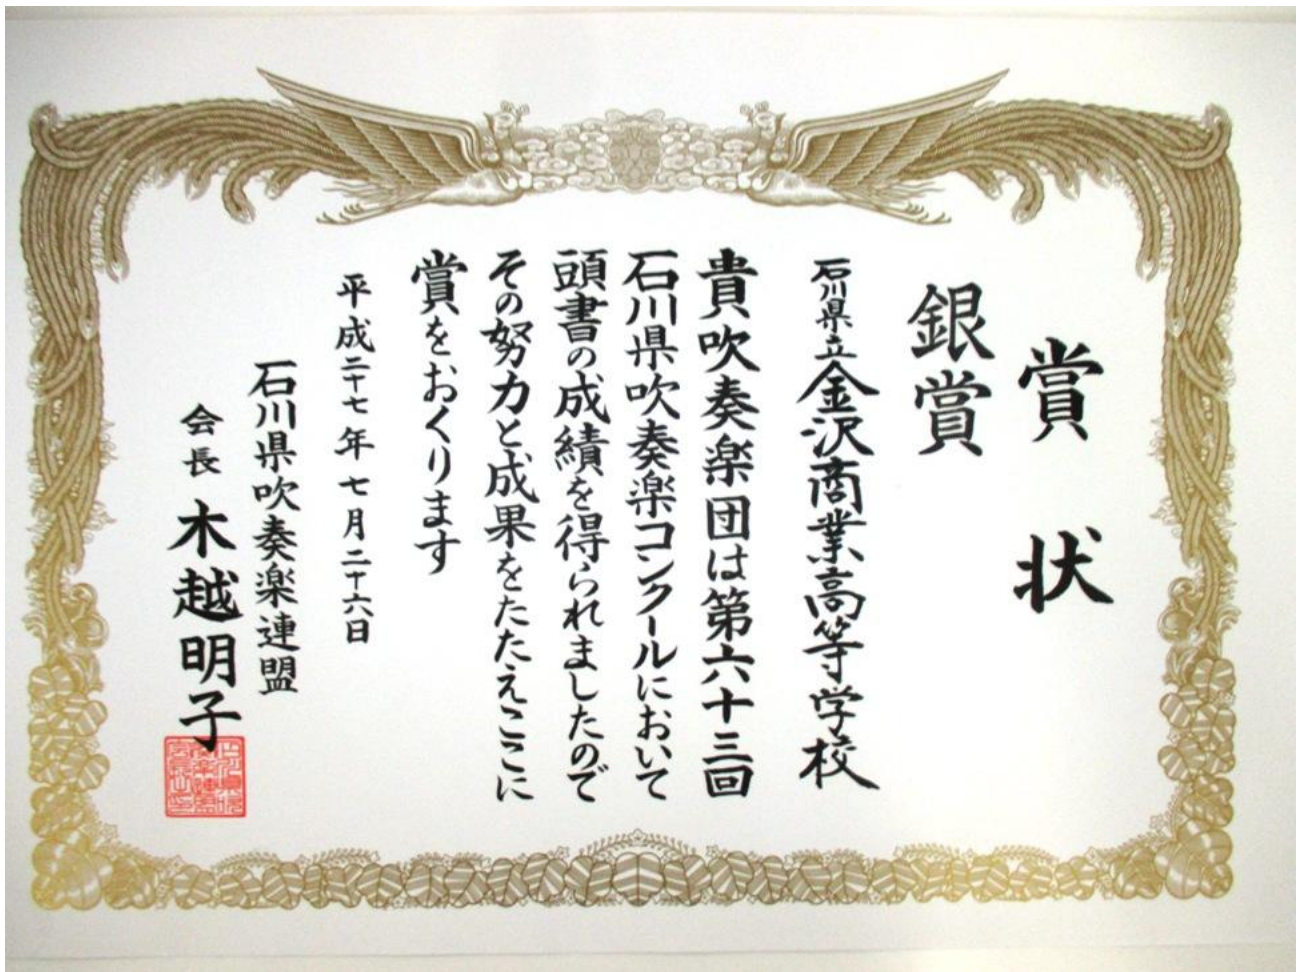 賞状
銀賞
石川県立金沢商業高等学校
貴吹奏楽団は第六十三回
石川県吹奏楽コンクールにおいて
頭書の成績を得られましたので
その努力と成果をたたえここに
賞をおくります
平成二十七年七月二十六日
石川県吹奏楽連盟
会長 木越明子